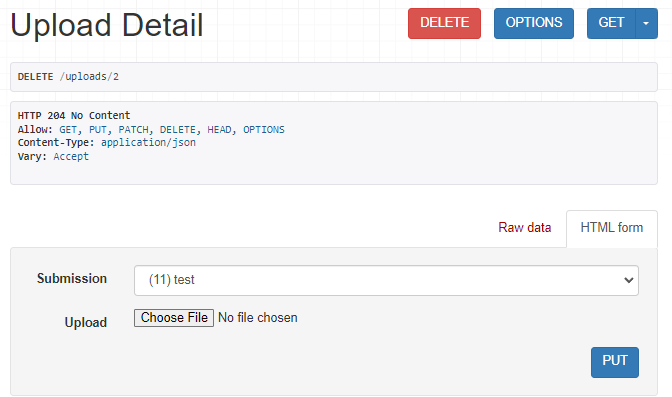 Upload Detail
DELETE
OPTIONS
GET
DELETE /uploads/2
HTTP 204 No Content
Allow: GET, PUT, PATCH, DELETE, HEAD, OPTIONS
Content-Type: application/json
Vary: Accept
Raw data
HTML form
Submission
(11) test
Upload
Choose File No file chosen
PUT